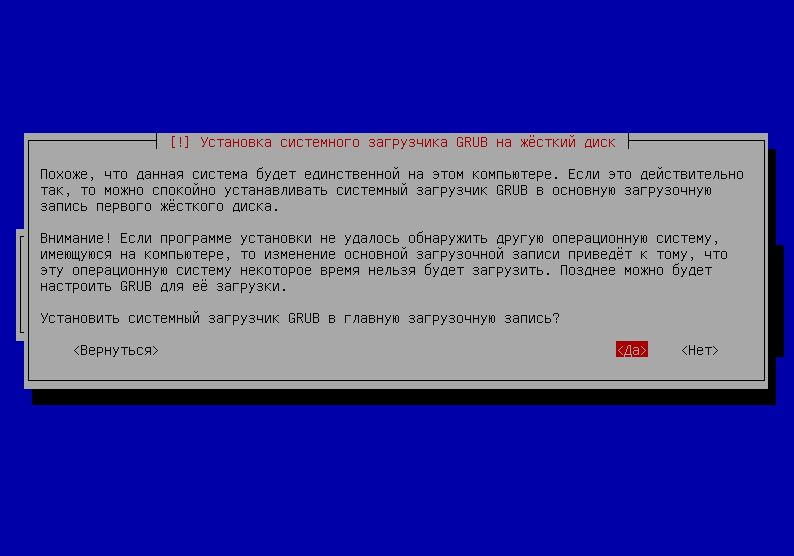 [!] Установка системного загрузчика GRUB на жёсткий диск
Похоже, что данная система будет единственной на этом компьютере. Если это действительно
так, то можно спокойно устанавливать системный загрузчик GRUB в основную загрузочную
запись первого жёсткого диска.
Внимание! Если программе установки не удалось обнаружить другую операционную систему,
имеющуюся на компьютере, то изменение основной загрузочной записи приведёт к тому, что
эту операционную систему некоторое время нельзя будет загрузить. Позднее можно будет
настроить GRUB для её загрузки.
Установить системный загрузчик GRUB в главную загрузочную запись?
<Вернуться> <Да> <Нет>